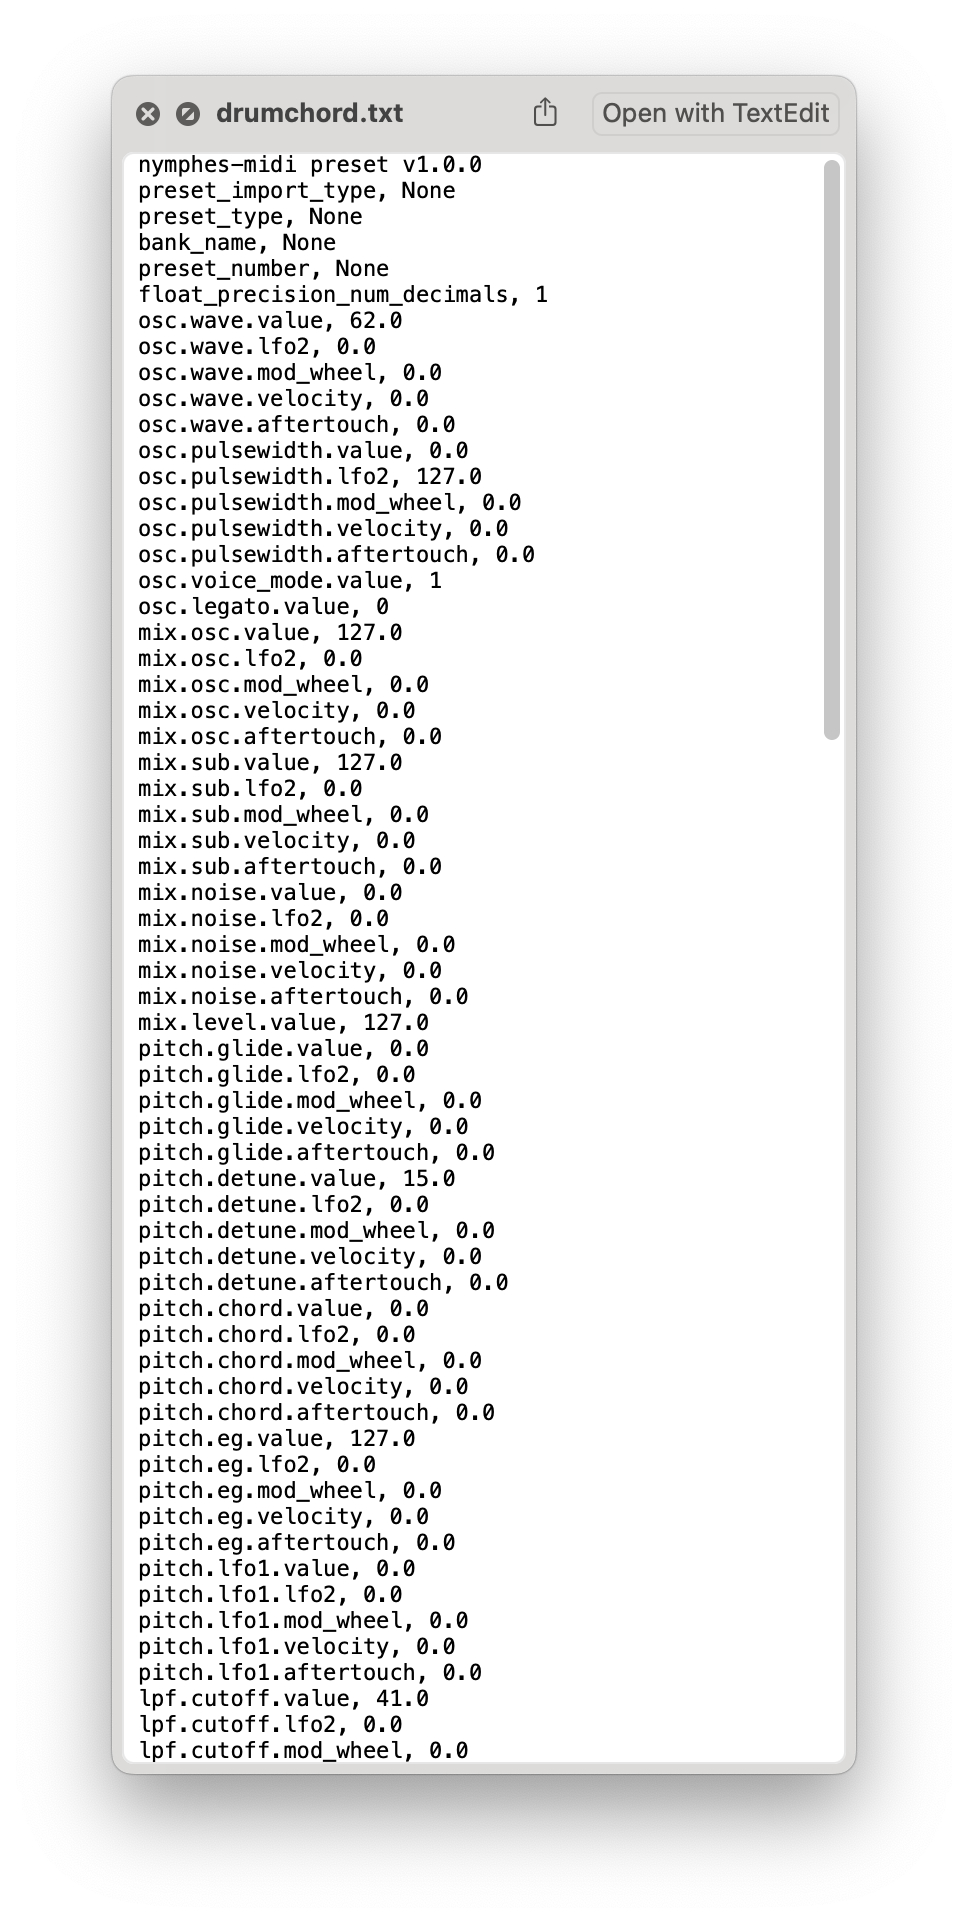 drumchord.txt
Open with TextEdit
nymphes-midi preset v1.0.0
preset_import_type, None
preset_type, None
bank_name, None
preset_number, None
float_precision_num_decimals, 1
osc.wave.value, 62.0
osc.wave.lfo2, 0.0
osc.wave.mod_wheel, 0.0
osc.wave.velocity, 0.0
osc.wave.aftertouch, 0.0
osc.pulsewidth.value, 0.0
osc.pulsewidth.lfo2, 127.0
osc.pulsewidth.mod_wheel, 0.0
osc.pulsewidth.velocity, 0.0
osc.pulsewidth.aftertouch, 0.0
osc.voice_mode.value, 1
osc.legato.value, 0
mix.osc.value, 127.0
mix.osc.lfo2, 0.0
mix.osc.mod_wheel, 0.0
mix.osc.velocity, 0.0
mix.osc.aftertouch, 0.0
mix.sub.value, 127.0
mix.sub.lfo2, 0.0
mix.sub.mod_wheel, 0.0
mix.sub.velocity, 0.0
mix.sub.aftertouch, 0.0
mix.noise.value, 0.0
mix.noise.lfo2, 0.0
mix.noise.mod_wheel, 0.0
mix.noise.velocity, 0.0
mix.noise.aftertouch, 0.0
mix.level.value, 127.0
pitch.glide.value, 0.0
pitch.glide.lfo2, 0.0
pitch.glide.mod_wheel, 0.0
pitch.glide.velocity, 0.0
pitch.glide.aftertouch, 0.0
pitch.detune.value, 15.0
pitch.detune.lfo2, 0.0
pitch.detune.mod_wheel, 0.0
pitch.detune.velocity, 0.0
pitch.detune.aftertouch, 0.0
pitch.chord.value, 0.0
pitch.chord.lfo2, 0.0
pitch.chord.mod_wheel, 0.0
pitch.chord.velocity, 0.0
pitch.chord.aftertouch, 0.0
pitch.eg.value, 127.0
pitch.eg.lfo2, 0.0
pitch.eg.mod_wheel, 0.0
pitch.eg.velocity, 0.0
pitch.eg.aftertouch, 0.0
pitch.lfo1.value, 0.0
pitch.lfo1.lfo2, 0.0
pitch.lfo1.mod_wheel, 0.0
pitch.lfo1.velocity, 0.0
pitch.lfo1.aftertouch, 0.0
lpf.cutoff.value, 41.0
lpf.cutoff.lfo2, 0.0
lpf.cutoff.mod_wheel, 0.0